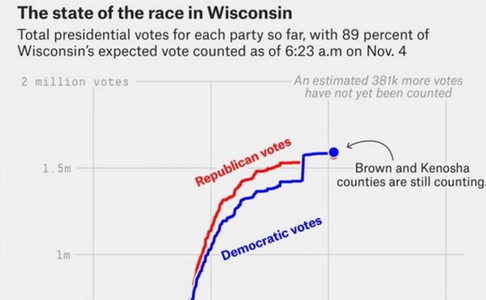 The state of the race in Wisconsin
Total presidential votes for each party so far, with 89 percent of
Wisconsin's expected vote counted as of 6:23 a.m on Nov. 4
2 million votes
An estimated 381k more votes
have not yet been counted
Republican votes
1.5m
Brown and Kenosha
counties are still counting.
Democratic votes
1m